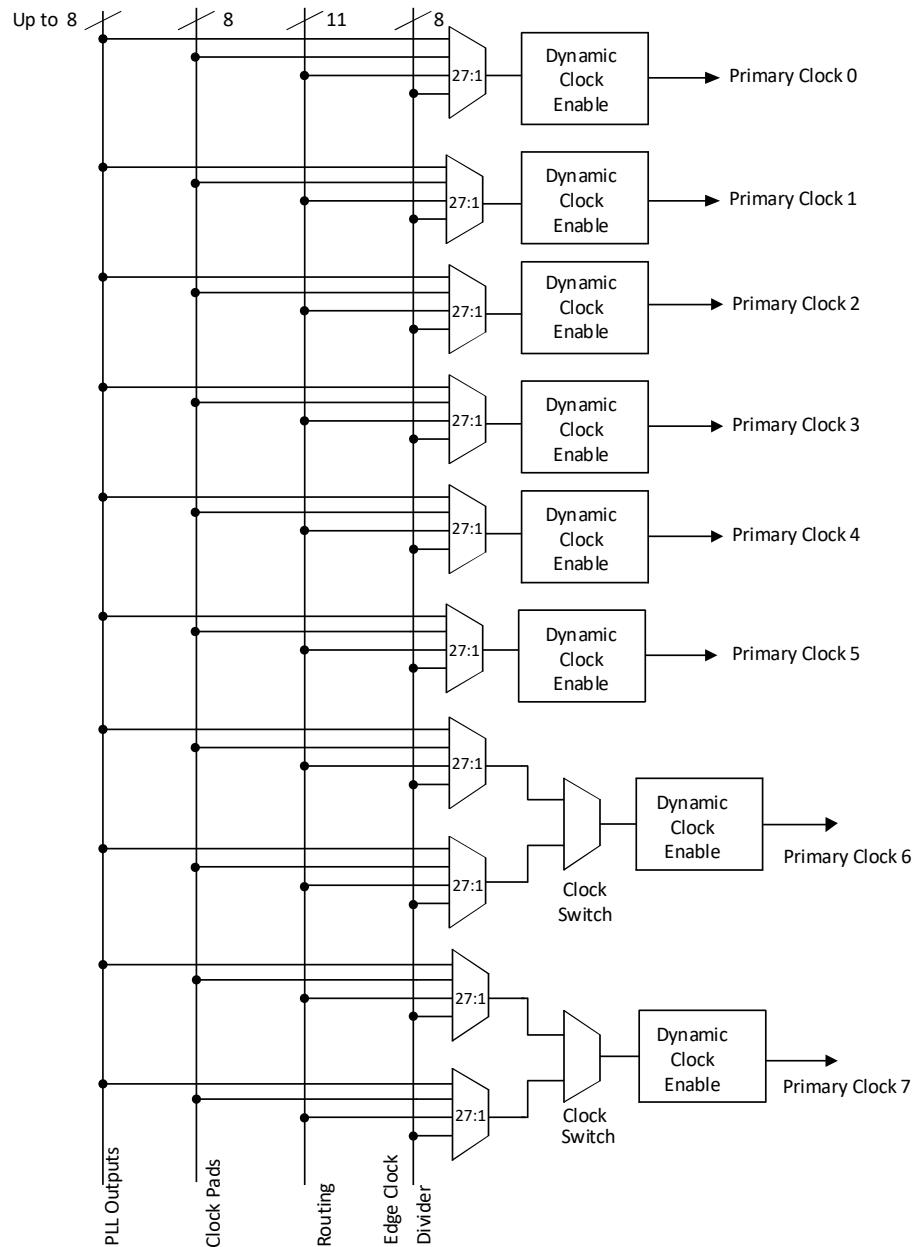 Up to 8
8
11
8
27:1
Dynamic
Clock
Enable
Primary Clock 0
27:1
Dynamic
Clock
Enable
Primary Clock 1
27:1
Dynamic
Clock
Enable
Primary Clock 2
27:1
Dynamic
Clock
Enable
Primary Clock 3
27:1
Dynamic
Clock
Enable
Primary Clock 4
27:1
Dynamic
Clock
Enable
Primary Clock 5
27:1
27:1
Clock
Switch
Dynamic
Clock
Enable
Primary Clock 6
27:1
27:1
Clock
Switch
Dynamic
Clock
Enable
Primary Clock 7
PLL Outputs
Clock Pads
Routing
Edge Clock
Divider